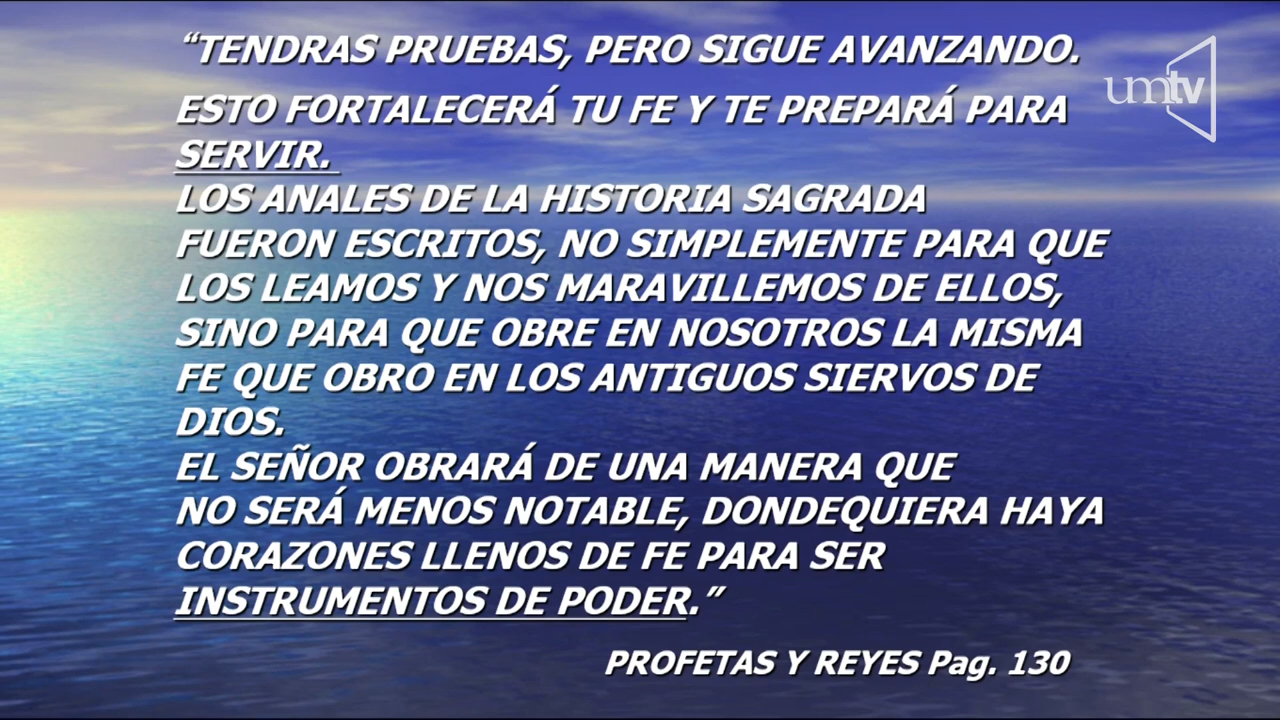 “TENDRAS PRUEBAS, PERO SIGUE AVANZANDO.
umtv
ESTO FORTALECERÁ TU FE Y TE PREPARÁ PARA
SERVIR.
LOS ANALES DE LA HISTORIA SAGRADA
FUERON ESCRITOS, NO SIMPLEMENTE PARA QUE
LOS LEAMOS Y NOS MARAVILLEMOS DE ELLOS,
SINO PARA QUE OBRE EN NOSOTROS LA MISMA
FE QUE OBRO EN LOS ANTIGUOS SIERVOS DE
DIOS.
EL SEÑOR OBRARÁ DE UNA MANERA QUE
NO SERÁ MENOS NOTABLE, DONDEQUIERA HAYA
CORAZONES LLENOS DE FE PARA SER
INSTRUMENTOS DE PODER.”
PROFETAS Y REYES Pag. 130